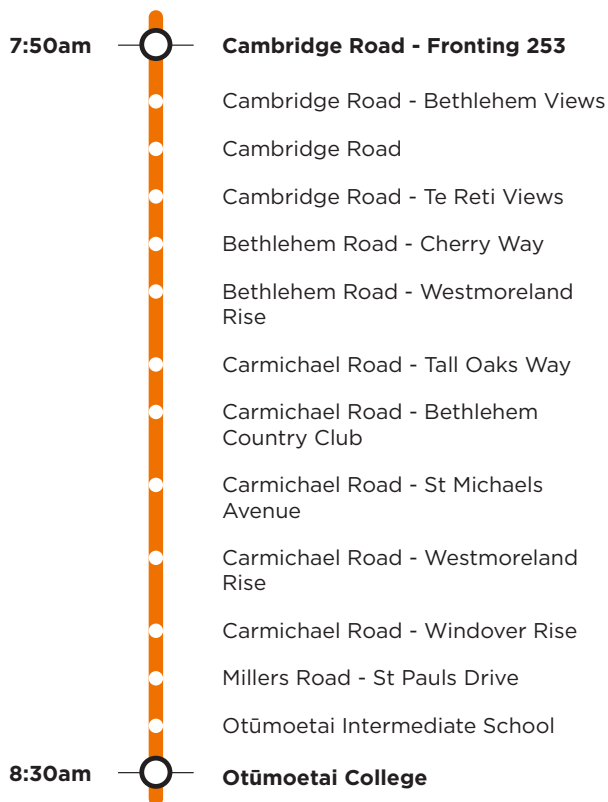 7:50am Cambridge Road - Fronting 253
Cambridge Road - Bethlehem Views
Cambridge Road
Cambridge Road - Te Reti Views
Bethlehem Road - Cherry Way
Bethlehem Road - Westmoreland
Rise
Carmichael Road - Tall Oaks Way
Carmichael Road - Bethlehem
Country Club
Carmichael Road - St Michaels
Avenue
Carmichael Road - Westmoreland
Rise
Carmichael Road - Windover Rise
Millers Road - St Pauls Drive
Otūmoetai Intermediate School
8:30am Otūmoetai College